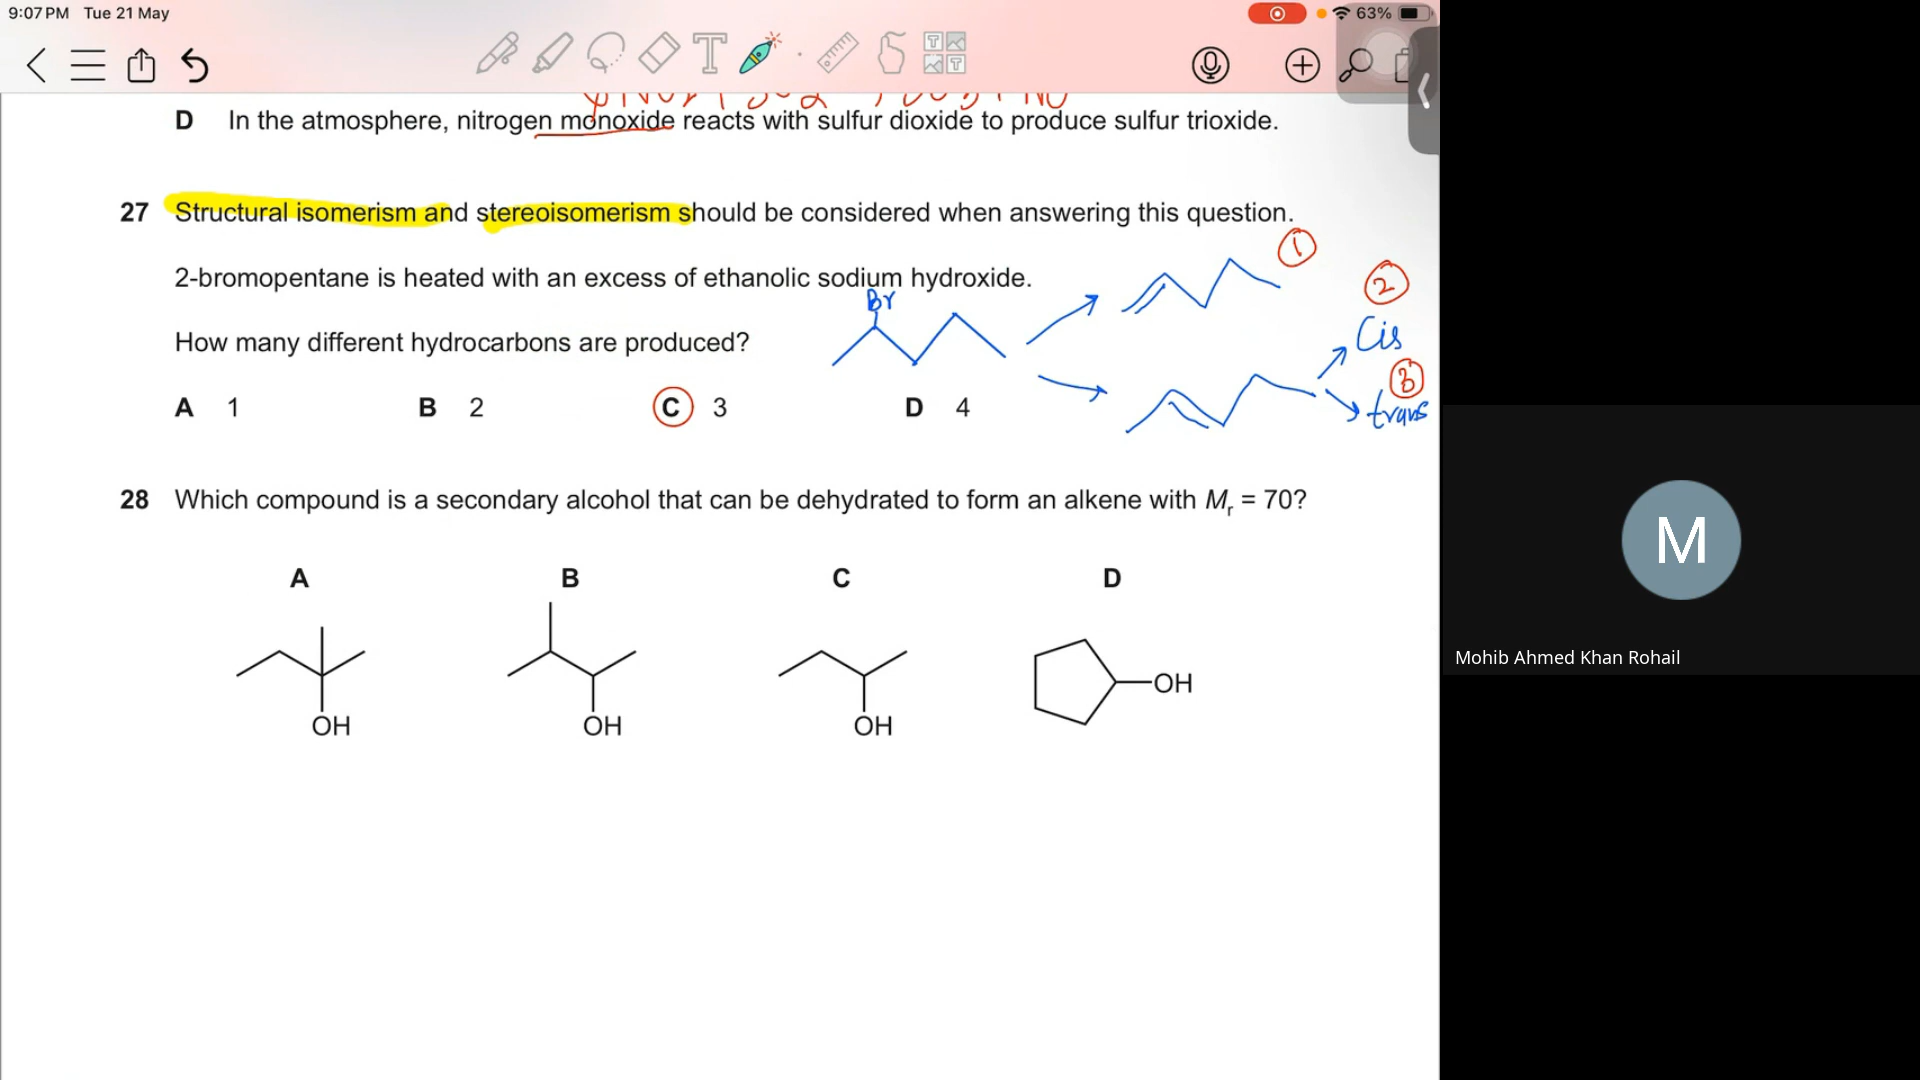 9:07 PM Tue 21 May
63%
D In the atmosphere, nitrogen monoxide reacts with sulfur dioxide to produce sulfur trioxide.
27 Structural isomerism and stereoisomerism should be considered when answering this question.
2-bromopentane is heated with an excess of ethanolic sodium hydroxide.
How many different hydrocarbons are produced?
Br
1
2
Cis
3
trans
A 1 B 2 C 3 D 4
28 Which compound is a secondary alcohol that can be dehydrated to form an alkene with Mr = 70?
A B C D
OH OH OH OH
M
Mohib Ahmed Khan Rohail